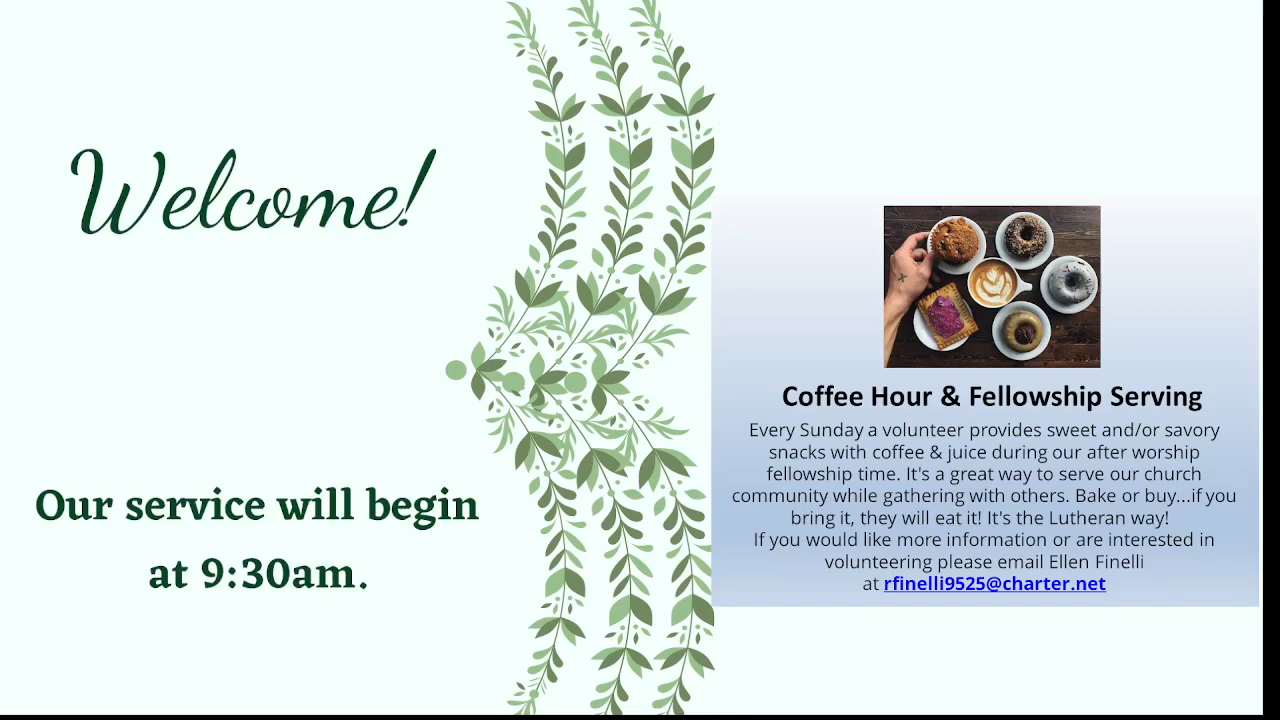 Welcome!
Our service will begin
at 9:30am.
Coffee Hour & Fellowship Serving
Every Sunday a volunteer provides sweet and/or savory
snacks with coffee & juice during our after worship
fellowship time. It's a great way to serve our church
community while gathering with others. Bake or buy...if you
bring it, they will eat it! It's the Lutheran way!
If you would like more information or are interested in
volunteering please email Ellen Finelli
at rfinelli9525@charter.net